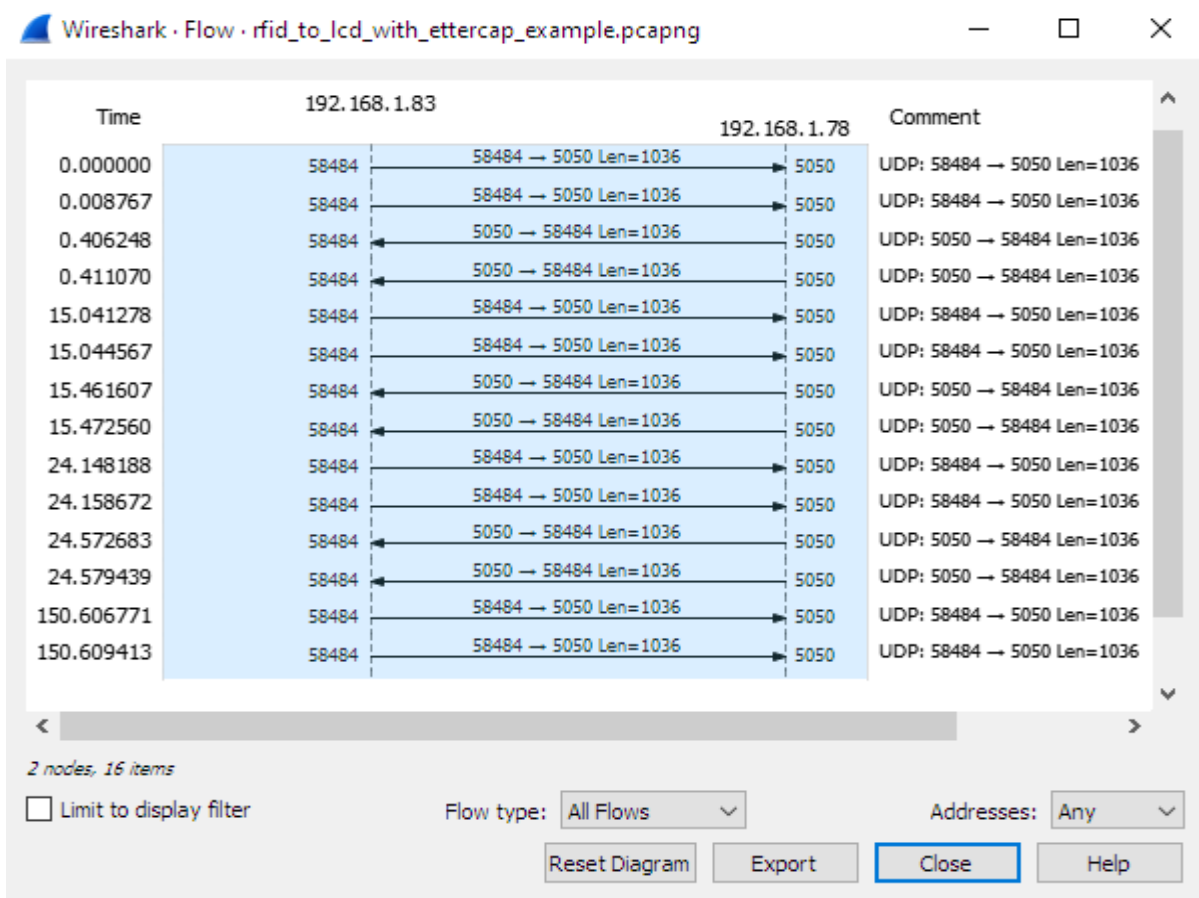 Wireshark · Flow · rfid_to_lcd_with_ettercap_example.pcapng
Time 192.168.1.83 192.168.1.78 Comment
0.000000 58484 58484 → 5050 Len=1036 5050 UDP: 58484 → 5050 Len=1036
0.008767 58484 58484 → 5050 Len=1036 5050 UDP: 58484 → 5050 Len=1036
0.406248 58484 5050 → 58484 Len=1036 5050 UDP: 5050 → 58484 Len=1036
0.411070 58484 5050 → 58484 Len=1036 5050 UDP: 5050 → 58484 Len=1036
15.041278 58484 58484 → 5050 Len=1036 5050 UDP: 58484 → 5050 Len=1036
15.044567 58484 58484 → 5050 Len=1036 5050 UDP: 58484 → 5050 Len=1036
15.461607 58484 5050 → 58484 Len=1036 5050 UDP: 5050 → 58484 Len=1036
15.472560 58484 5050 → 58484 Len=1036 5050 UDP: 5050 → 58484 Len=1036
24.148188 58484 58484 → 5050 Len=1036 5050 UDP: 58484 → 5050 Len=1036
24.158672 58484 58484 → 5050 Len=1036 5050 UDP: 58484 → 5050 Len=1036
24.572683 58484 5050 → 58484 Len=1036 5050 UDP: 5050 → 58484 Len=1036
24.579439 58484 5050 → 58484 Len=1036 5050 UDP: 5050 → 58484 Len=1036
150.606771 58484 58484 → 5050 Len=1036 5050 UDP: 58484 → 5050 Len=1036
150.609413 58484 58484 → 5050 Len=1036 5050 UDP: 58484 → 5050 Len=1036
2 nodes, 16 items
Limit to display filter Flow type: All Flows Addresses: Any
Reset Diagram Export Close Help